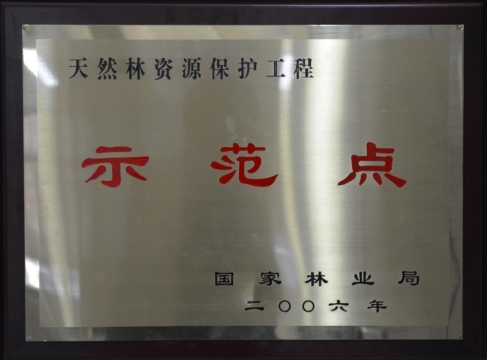 天然林资源保护工程
示范点
国家林业局
二〇〇六年